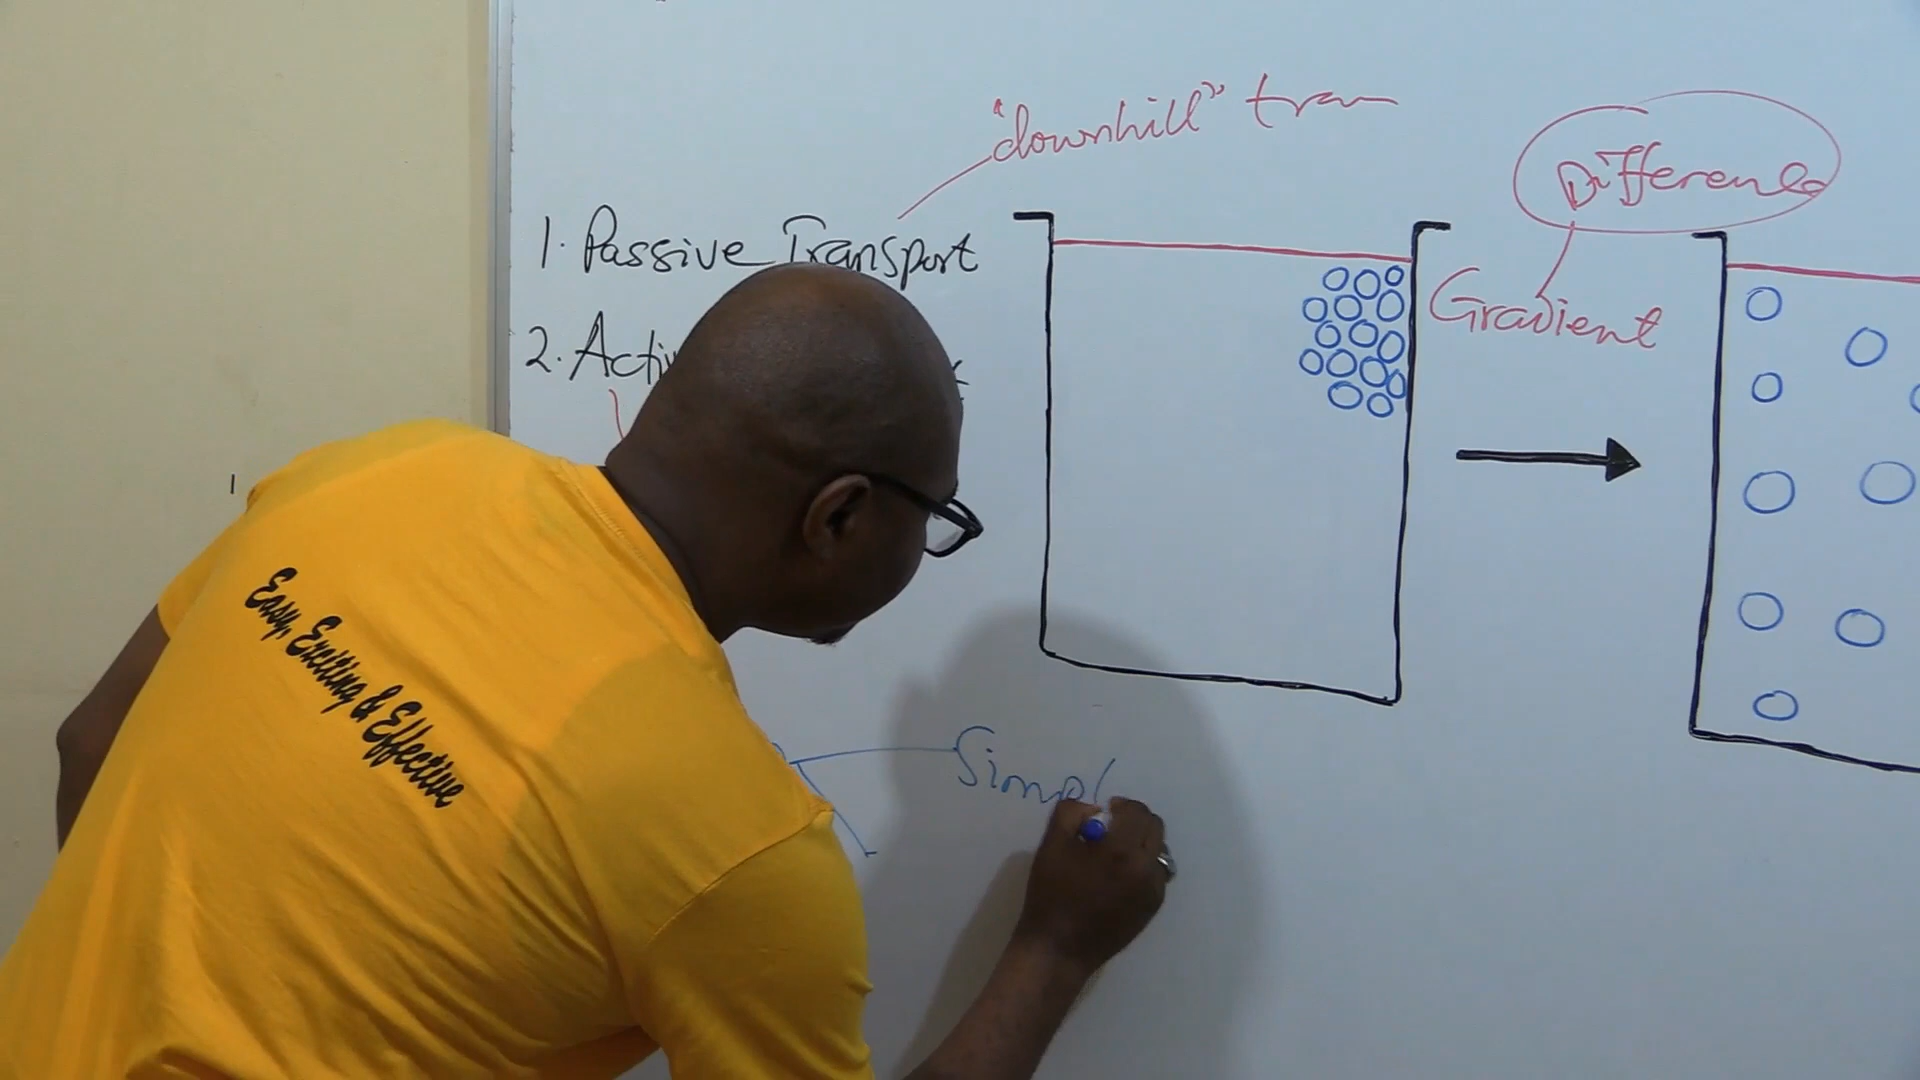 "downhill" tran
Difference
1. Passive Transport
Gradient
2. Acti
Easy, Exciting & Effective
Simpl